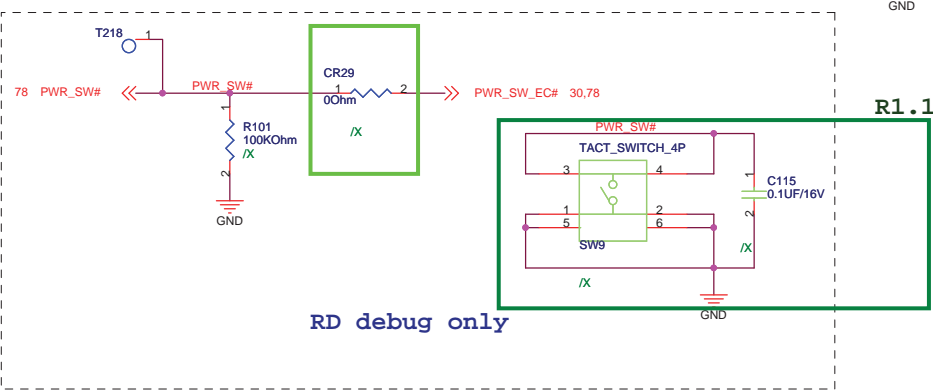 GND
T218
1
78 PWR_SW#
PWR_SW#
CR29
1
2
0Ohm
/X
PWR_SW_EC# 30,78
1
R101
100KOhm
/X
2
GND
R1.1
PWR_SW#
TACT_SWITCH_4P
3
4
1
2
5
6
SW9
/X
1
C115
0.1UF/16V
2
/X
GND
RD debug only